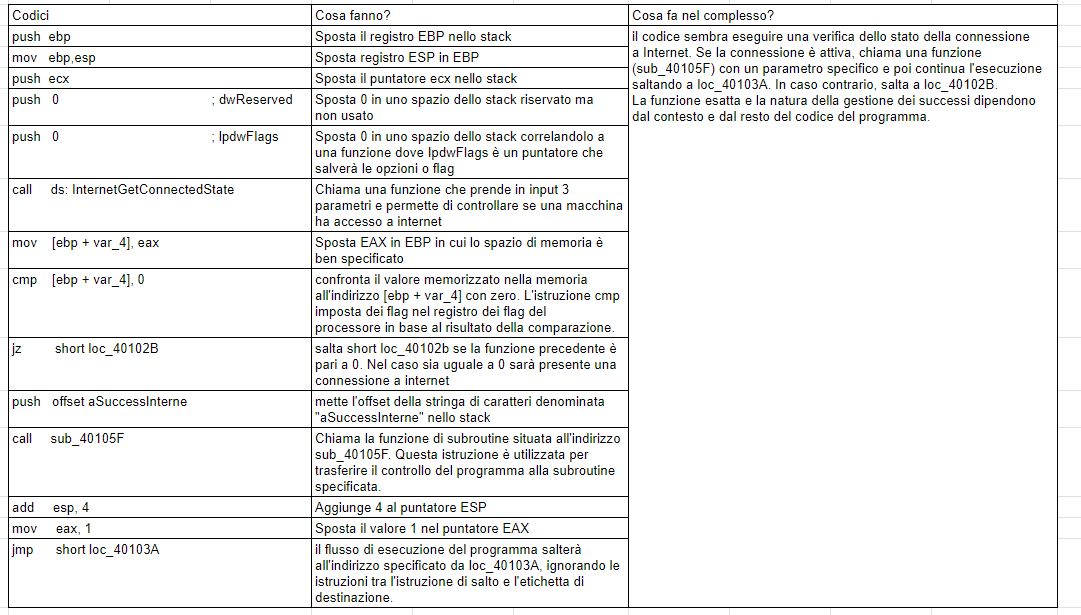 Codici
Cosa fanno?
Cosa fa nel complesso?
push ebp
Sposta il registro EBP nello stack
il codice sembra eseguire una verifica dello stato della connessione
a Internet. Se la connessione è attiva, chiama una funzione
(sub_40105F) con un parametro specifico e poi continua l'esecuzione
saltando a loc_40103A. In caso contrario, salta a loc_40102B.
La funzione esatta e la natura della gestione dei successi dipendono
dal contesto e dal resto del codice del programma.
mov ebp,esp
Sposta registro ESP in EBP
push ecx
Sposta il puntatore ecx nello stack
push 0 ; dwReserved
Sposta 0 in uno spazio dello stack riservato ma
non usato
push 0 ; lpdwFlags
Sposta 0 in uno spazio dello stack correlandolo a
una funzione dove lpdwFlags è un puntatore che
salverà le opzioni o flag
call ds: InternetGetConnectedState
Chiama una funzione che prende in input 3
parametri e permette di controllare se una macchina
ha accesso a internet
mov [ebp + var_4], eax
Sposta EAX in EBP in cui lo spazio di memoria è
ben specificato
cmp [ebp + var_4], 0
confronta il valore memorizzato nella memoria
all'indirizzo [ebp + var_4] con zero. L'istruzione cmp
imposta dei flag nel registro dei flag del
processore in base al risultato della comparazione.
jz short loc_40102B
salta short loc_40102b se la funzione precedente è
pari a 0. Nel caso sia uguale a 0 sarà presente una
connessione a internet
push offset aSuccessInterne
mette l'offset della stringa di caratteri denominata
"aSuccessInterne" nello stack
call sub_40105F
Chiama la funzione di subroutine situata all'indirizzo
sub_40105F. Questa istruzione è utilizzata per
trasferire il controllo del programma alla subroutine
specificata.
add esp, 4
Aggiunge 4 al puntatore ESP
mov eax, 1
Sposta il valore 1 nel puntatore EAX
jmp short loc_40103A
il flusso di esecuzione del programma salterà
all'indirizzo specificato da loc_40103A, ignorando le
istruzioni tra l'istruzione di salto e l'etichetta di
destinazione.